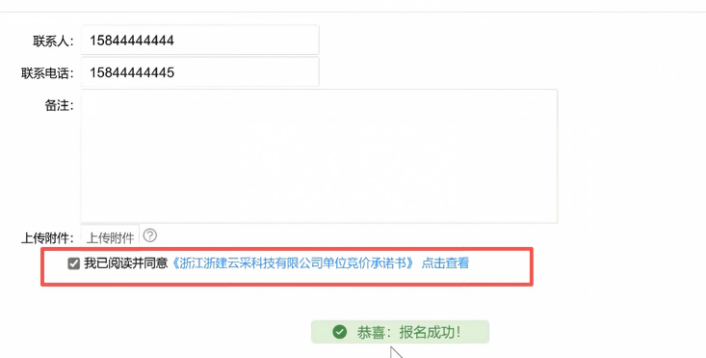 联系人： 15844444444
联系电话： 15844444445
备注：
上传附件： 上传附件 ?
我已阅读并同意《浙江浙建云采科技有限公司单位竞价承诺书》 点击查看
恭喜：报名成功！